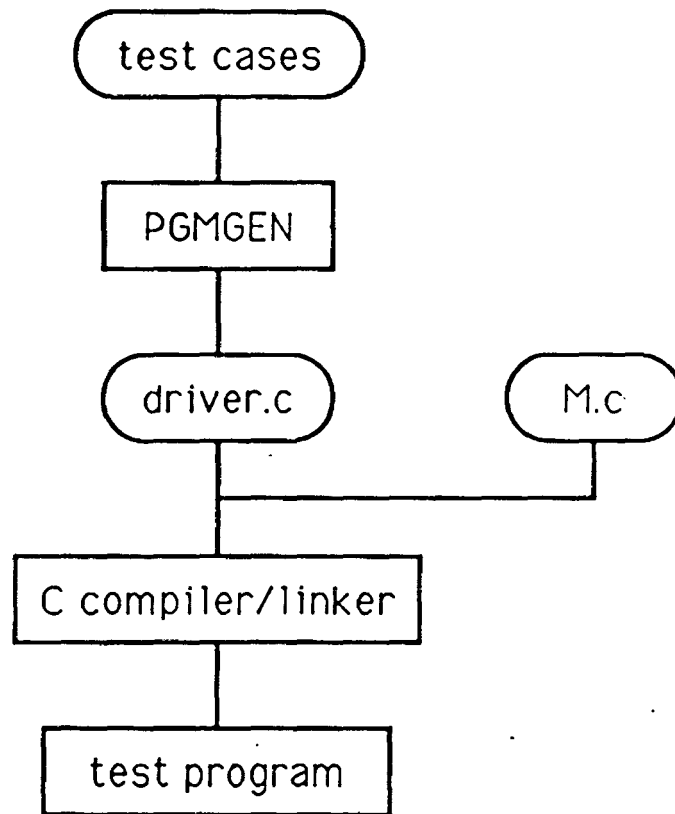 test cases
PGMGEN
driver.c
M.c
C compiler/linker
test program